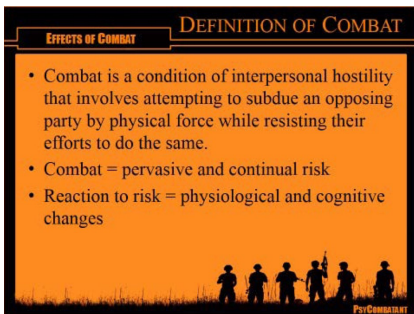 DEFINITION OF COMBAT
EFFECTS OF COMBAT
• Combat is a condition of interpersonal hostility
that involves attempting to subdue an opposing
party by physical force while resisting their
efforts to do the same.
• Combat = pervasive and continual risk
• Reaction to risk = physiological and cognitive
changes
PSYCOMBATANT